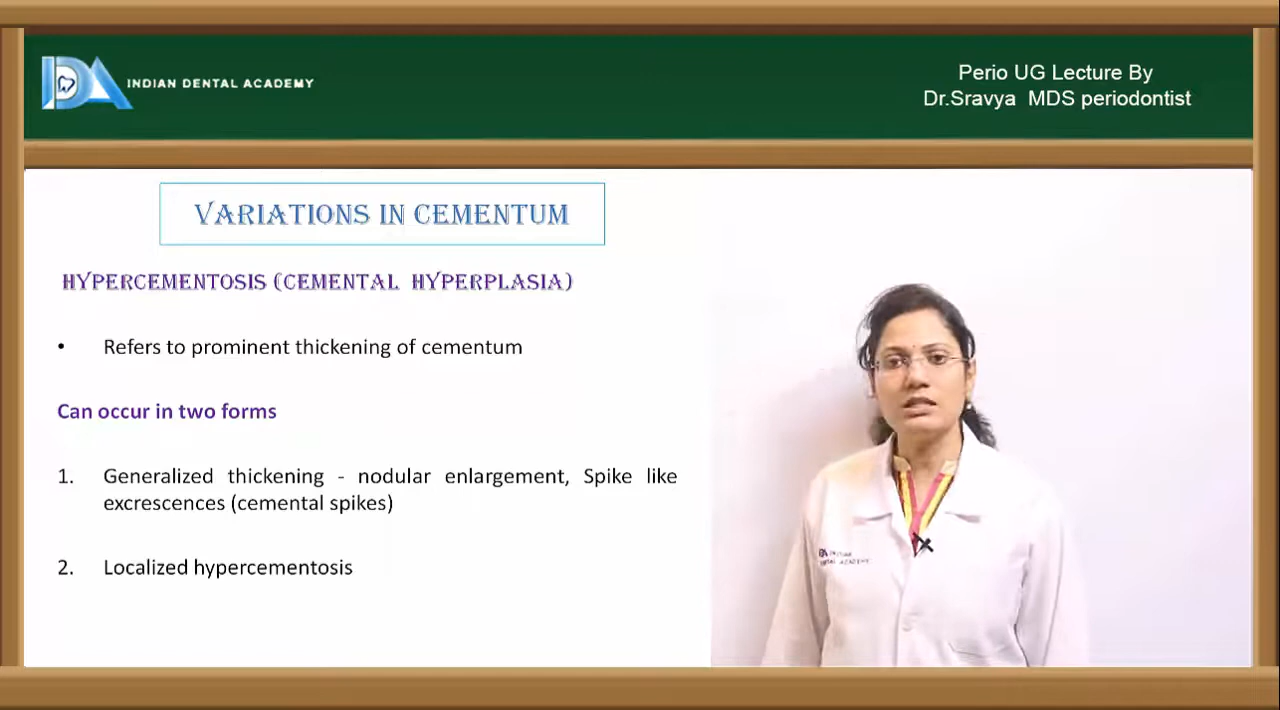 INDIAN DENTAL ACADEMY
Perio UG Lecture By
Dr.Sravya MDS periodontist
VARIATIONS IN CEMENTUM
HYPERCEMENTOSIS (CEMENTAL HYPERPLASIA)
• Refers to prominent thickening of cementum
Can occur in two forms
1. Generalized thickening - nodular enlargement, Spike like
excrescences (cemental spikes)
2. Localized hypercementosis
DENTAL ACADEMY